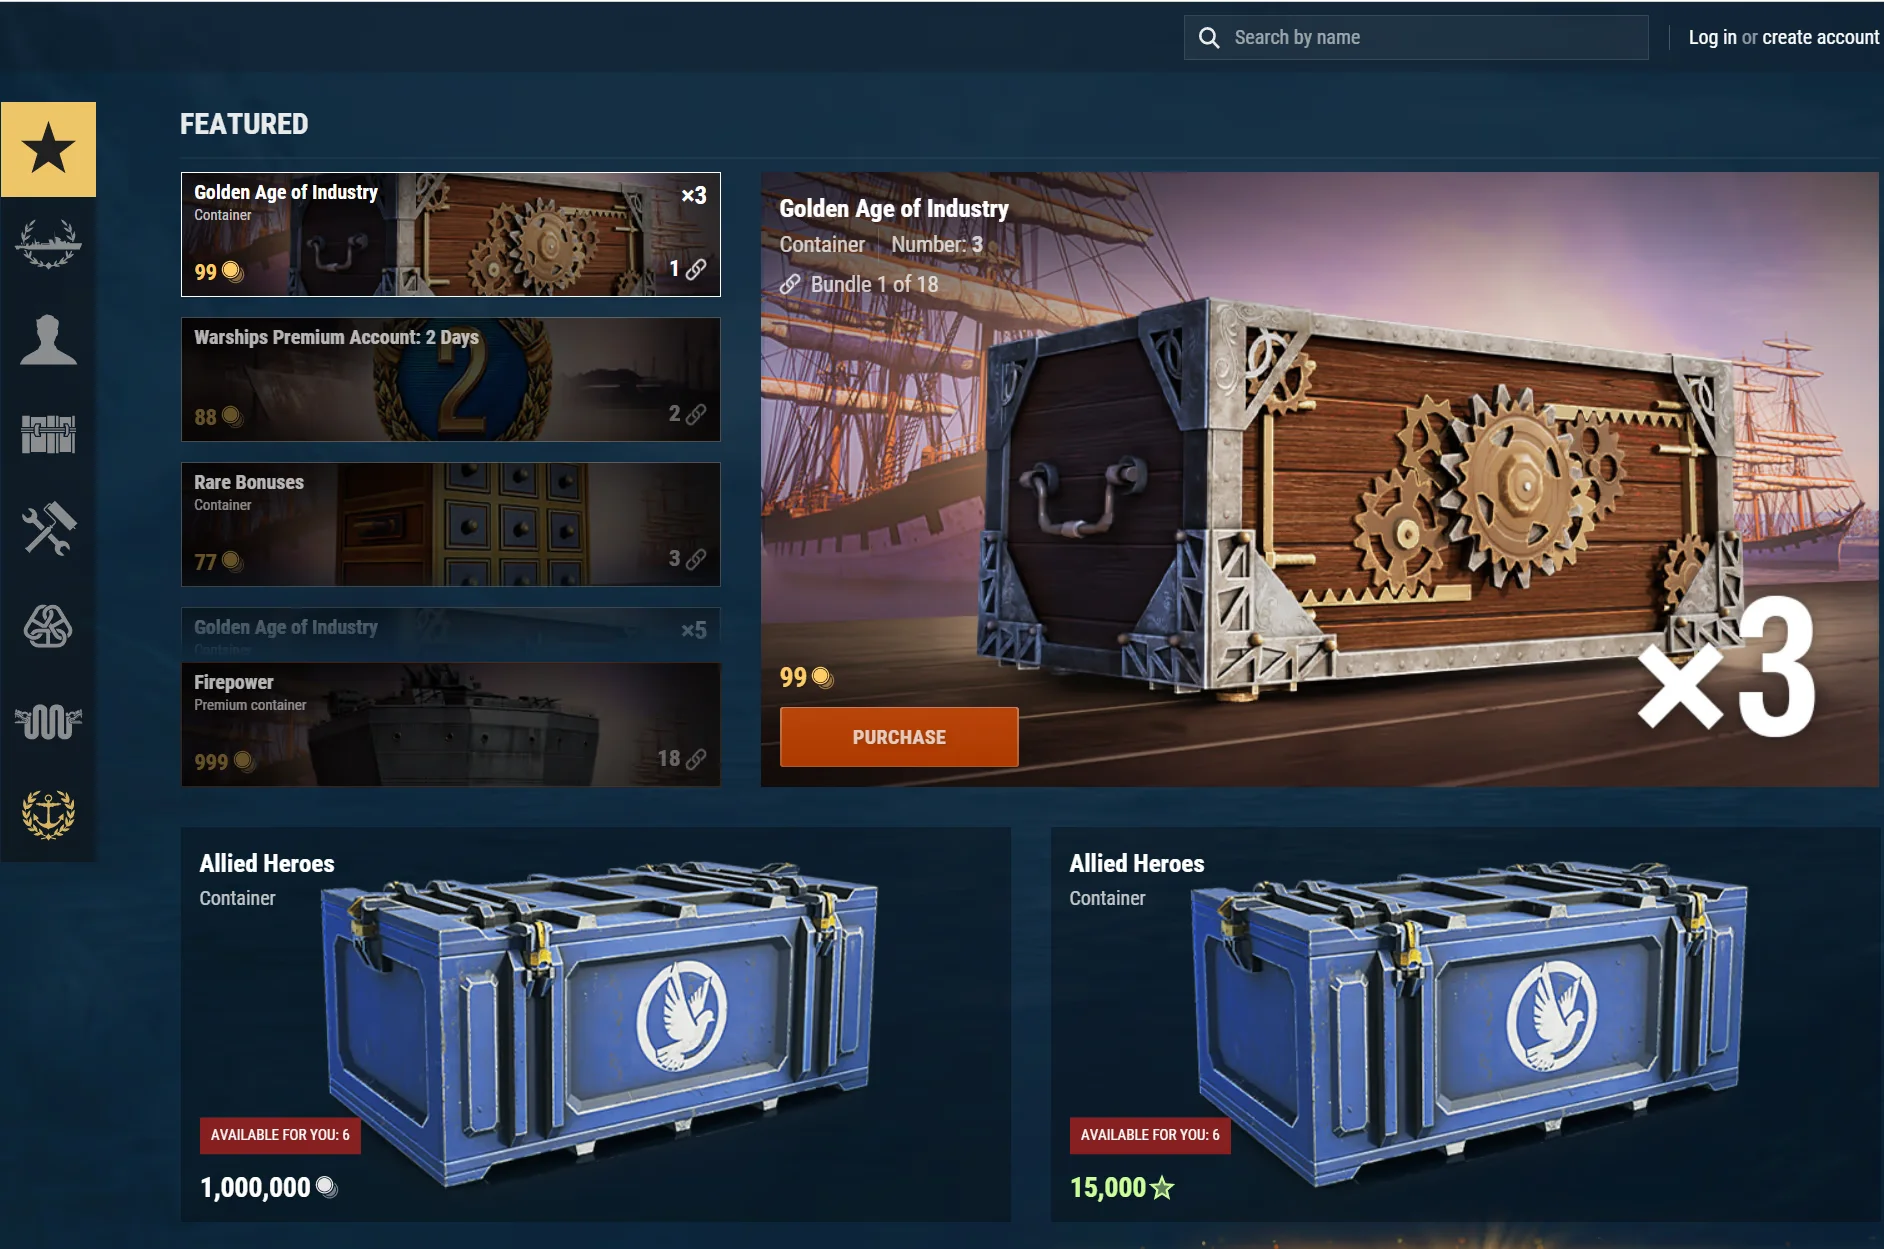 Search by name
Log in or create account
FEATURED
Golden Age of Industry
×3
Container
99
1
Warships Premium Account: 2 Days
2
88
2
Rare Bonuses
Container
77
3
Golden Age of Industry
×5
Container
Firepower
Premium container
999
18
Golden Age of Industry
Container Number: 3
Bundle 1 of 18
99
PURCHASE
×3
Allied Heroes
Container
AVAILABLE FOR YOU: 6
1,000,000
Allied Heroes
Container
AVAILABLE FOR YOU: 6
15,000